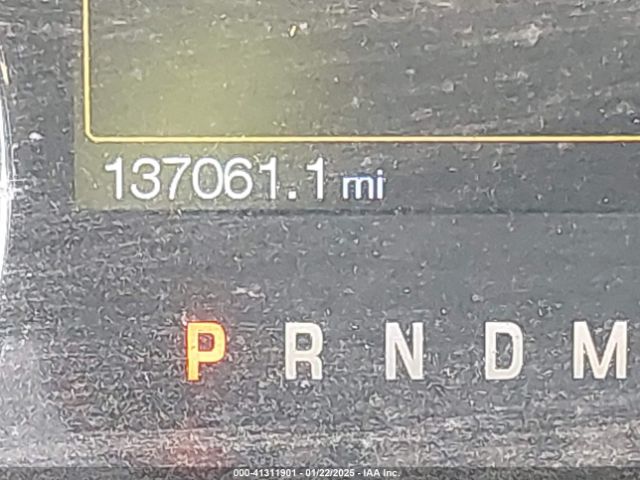 137061.1 mi
P R N D M
000-41311901 - 01/22/2025 - IAA Inc.